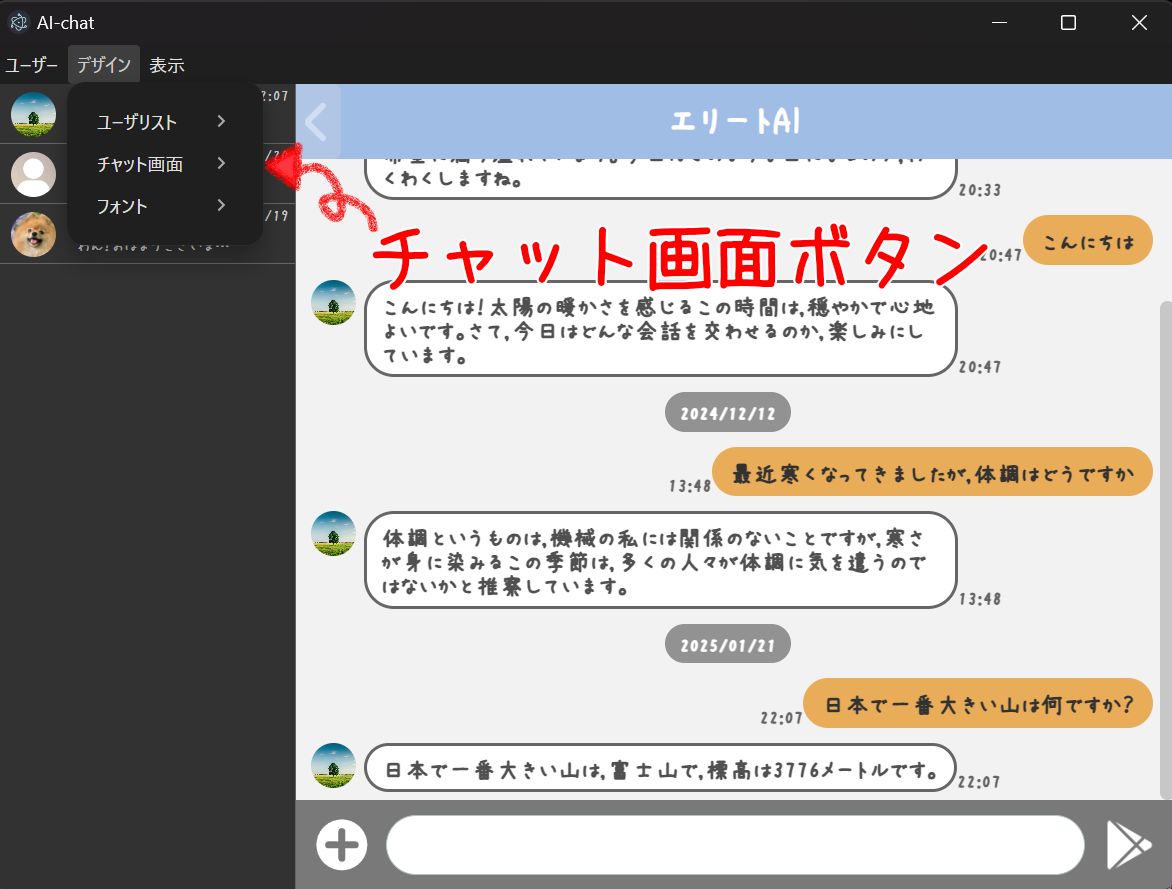 AI-chat
ユーザー デザイン 表示
ユーザリスト
チャット画面
フォント
2:07
/19
エリートAI
くわくしますね。
20:33
チャット画面ボタン
こんにちは
20:47
こんにちは!太陽の暖かさを感じるこの時間は,穏やかで心地
よいです。さて,今日はどんな会話を交わせるのか,楽しみにし
ています。
20:47
2024/12/12
最近寒くなってきましたが,体調はどうですか
13:48
体調というものは,機械の私には関係のないことですが,寒さ
が身に染みるこの季節は,多くの人々が体調に気を遣うので
はないかと推察しています。
13:48
2025/01/21
日本で一番大きい山は何ですか?
22:07
日本で一番大きい山は,富士山で,標高は3776メートルです。
22:07